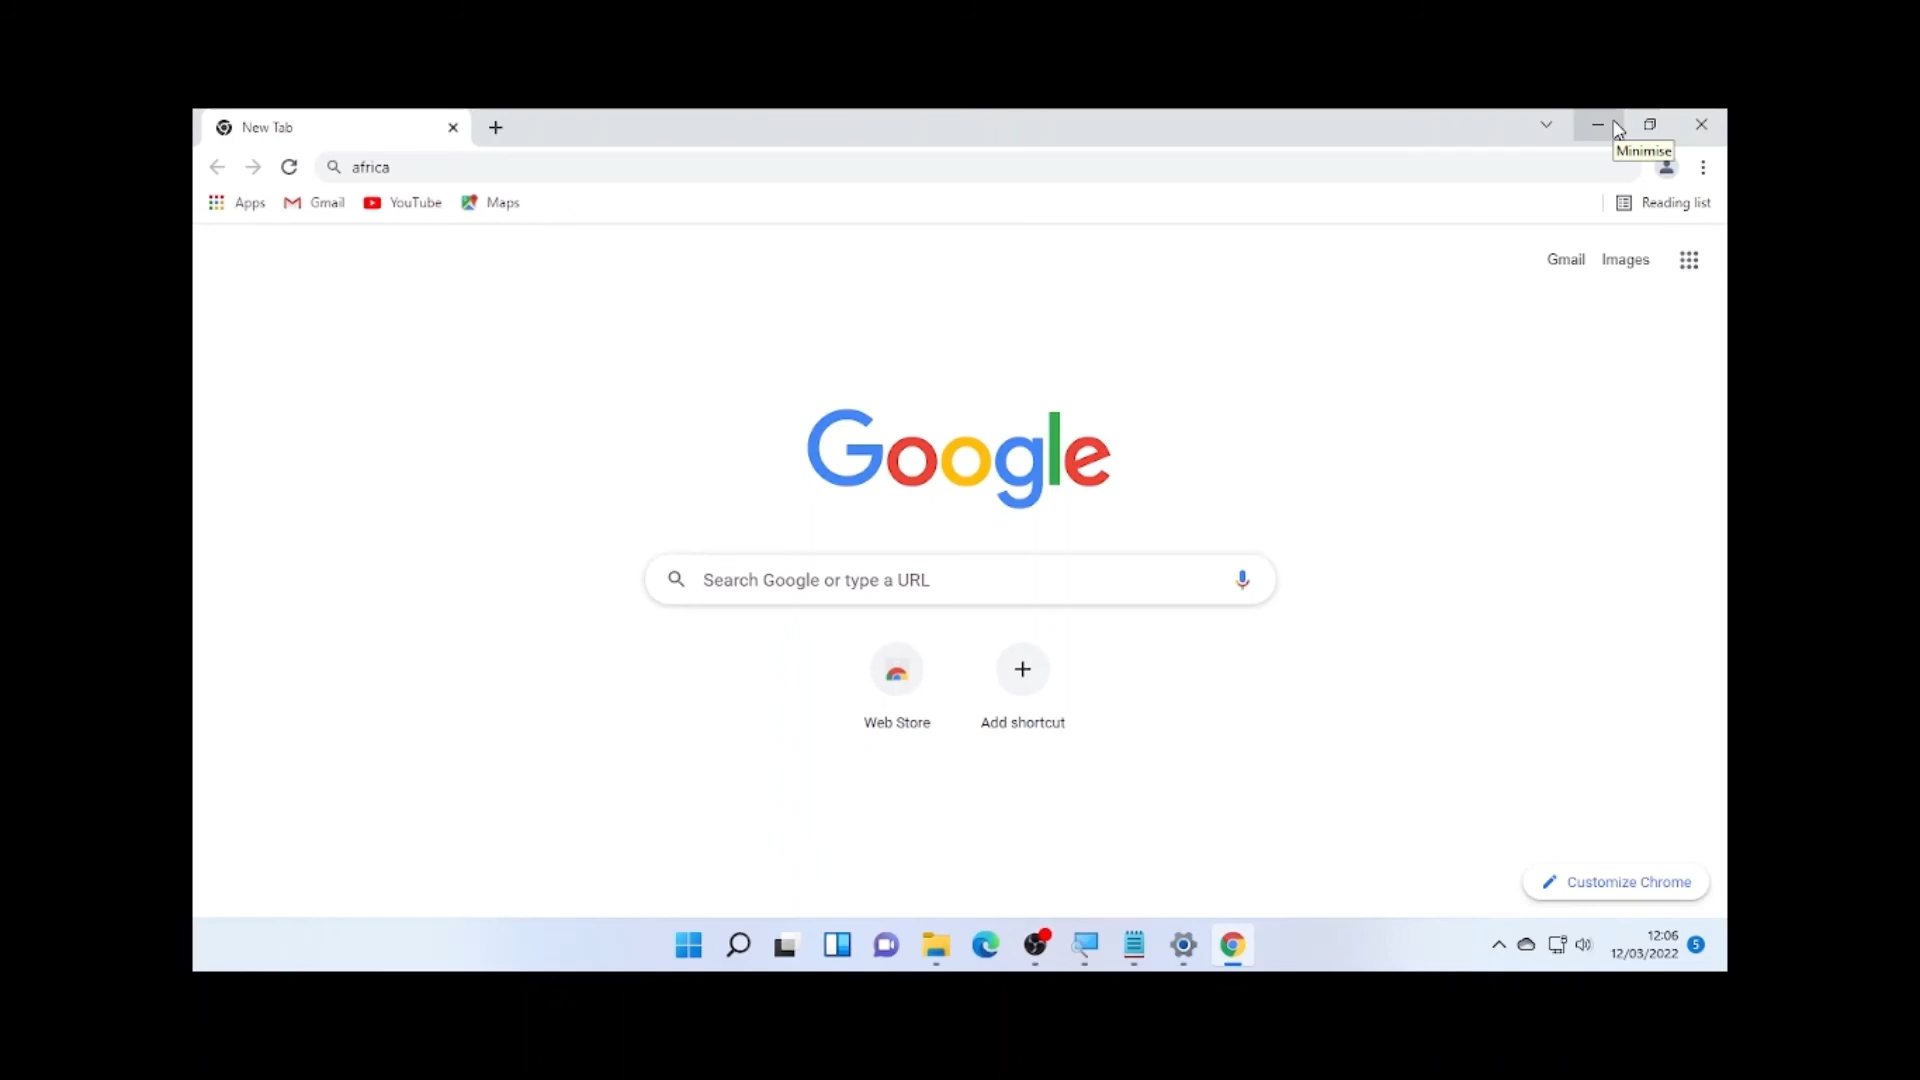 New Tab
Minimise
africa
Apps Gmail YouTube Maps Reading list
Gmail Images
Google
Search Google or type a URL
Web Store Add shortcut
Customize Chrome
12:06
12/03/2022 5